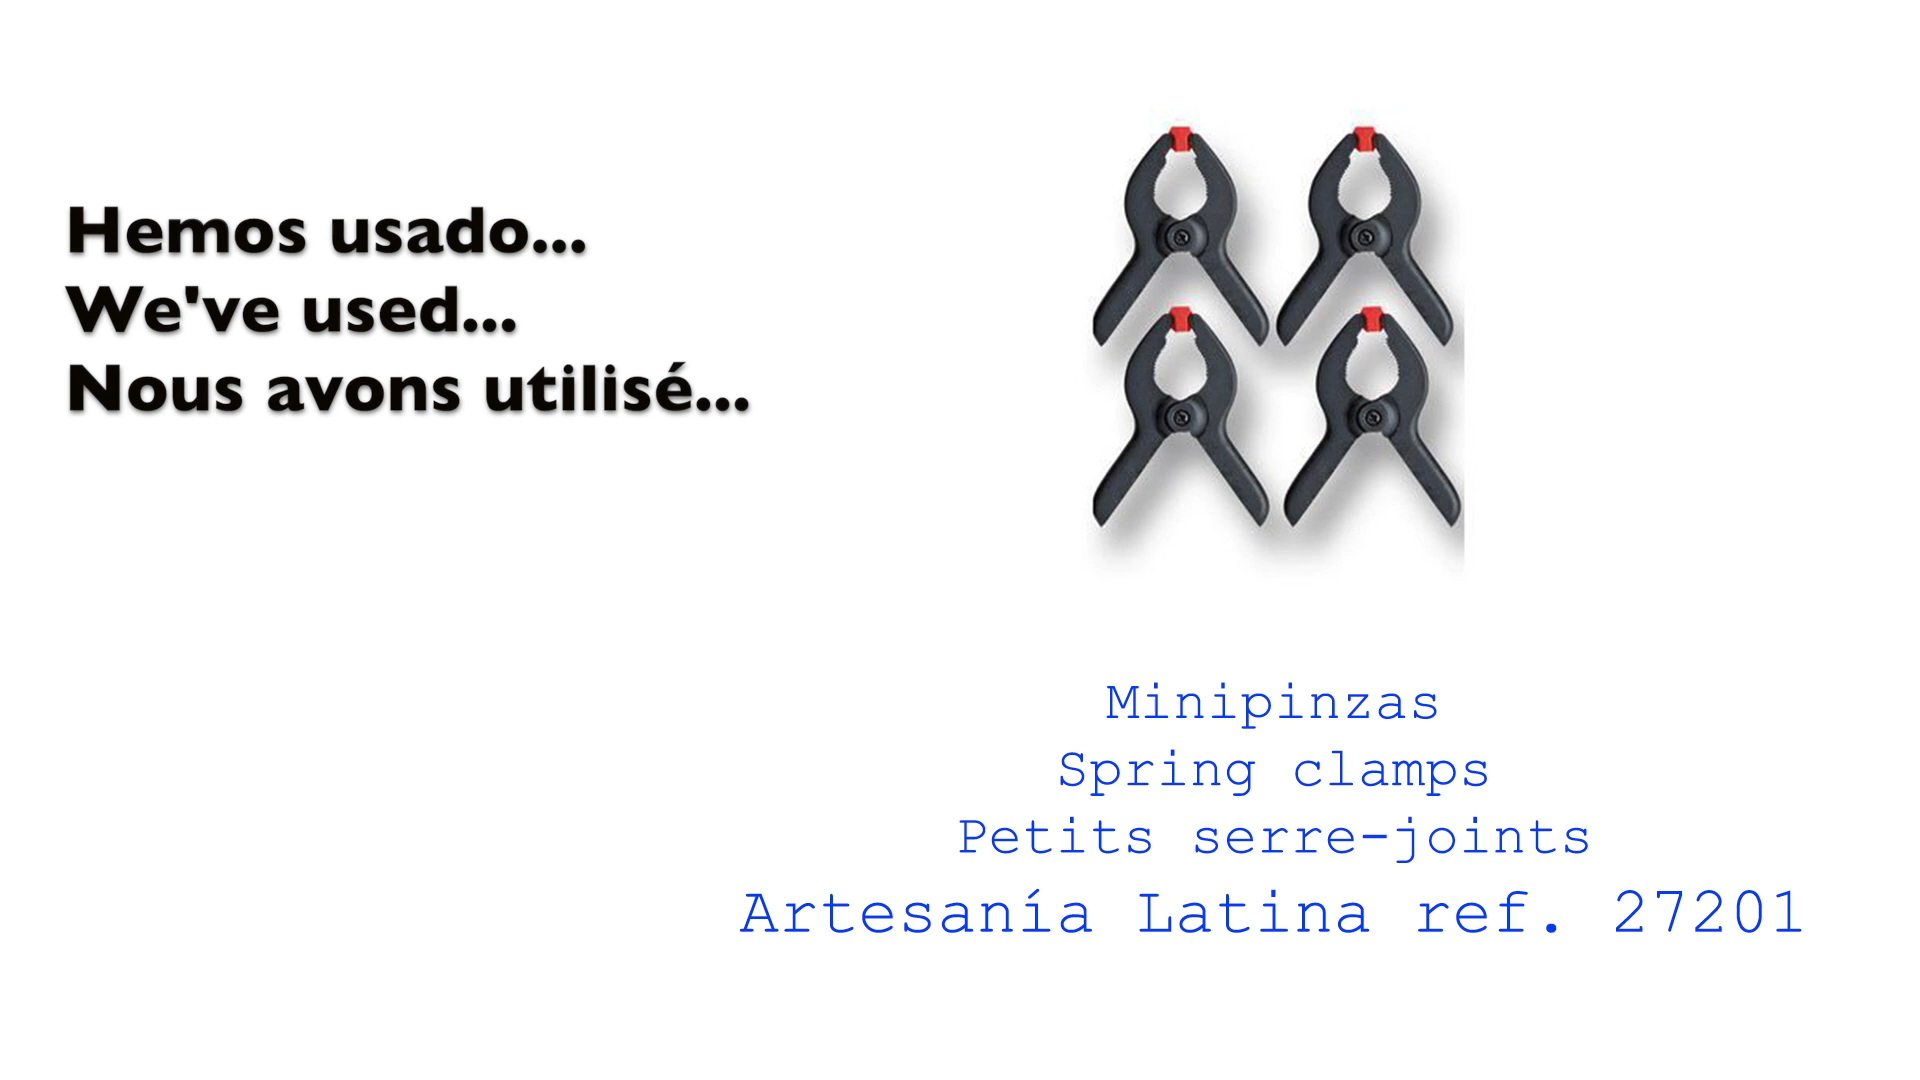 Hemos usado...
We've used...
Nous avons utilisé...
Minipinzas
Spring clamps
Petits serre-joints
Artesanía Latina ref. 27201